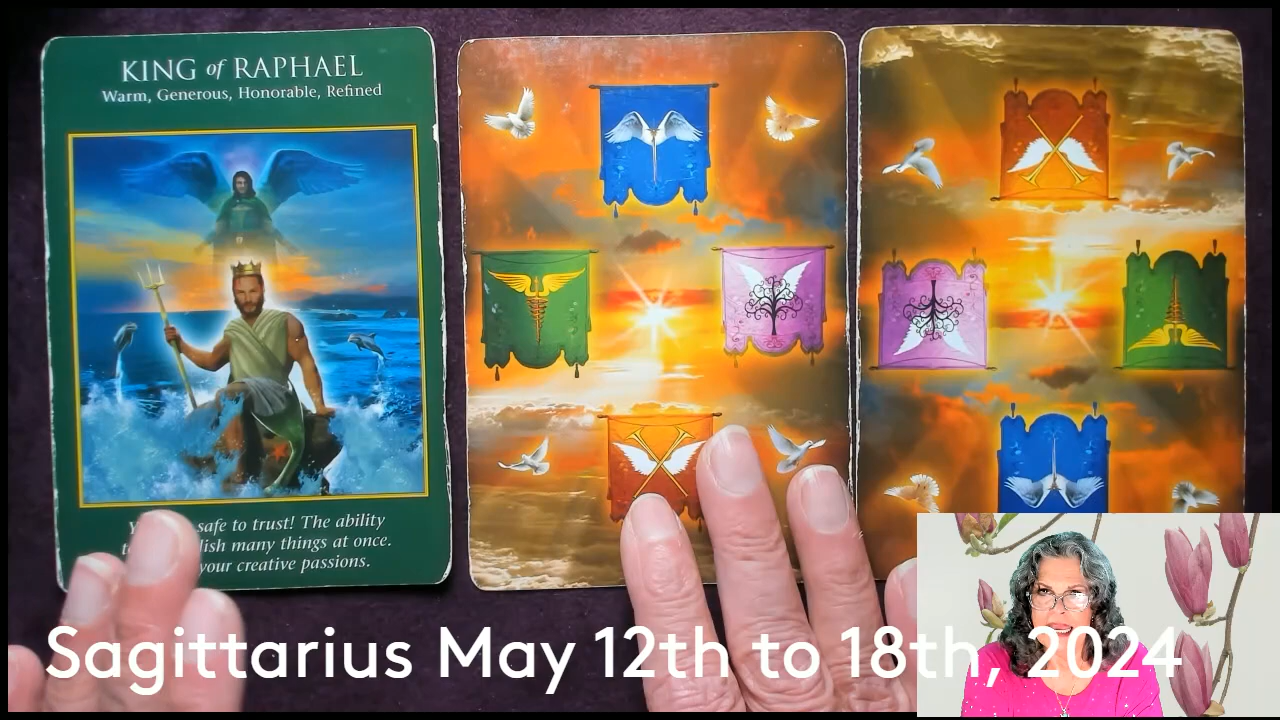 KING of RAPHAEL
Warm, Generous, Honorable, Refined
safe to trust! The ability
many things at once.
your creative passions.
Sagittarius May 12th to 18th, 2024